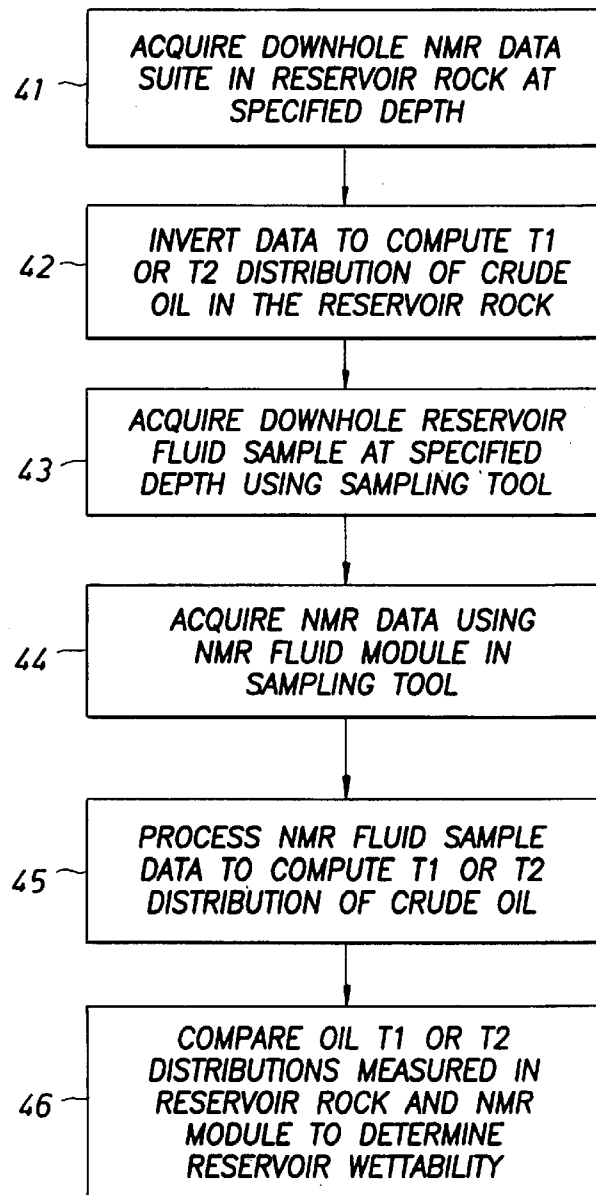 41
ACQUIRE DOWNHOLE NMR DATA
SUITE IN RESERVOIR ROCK AT
SPECIFIED DEPTH
42
INVERT DATA TO COMPUTE T1
OR T2 DISTRIBUTION OF CRUDE
OIL IN THE RESERVOIR ROCK
43
ACQUIRE DOWNHOLE RESERVOIR
FLUID SAMPLE AT SPECIFIED
DEPTH USING SAMPLING TOOL
44
ACQUIRE NMR DATA USING
NMR FLUID MODULE IN
SAMPLING TOOL
45
PROCESS NMR FLUID SAMPLE
DATA TO COMPUTE T1 OR T2
DISTRIBUTION OF CRUDE OIL
46
COMPARE OIL T1 OR T2
DISTRIBUTIONS MEASURED IN
RESERVOIR ROCK AND NMR
MODULE TO DETERMINE
RESERVOIR WETTABILITY